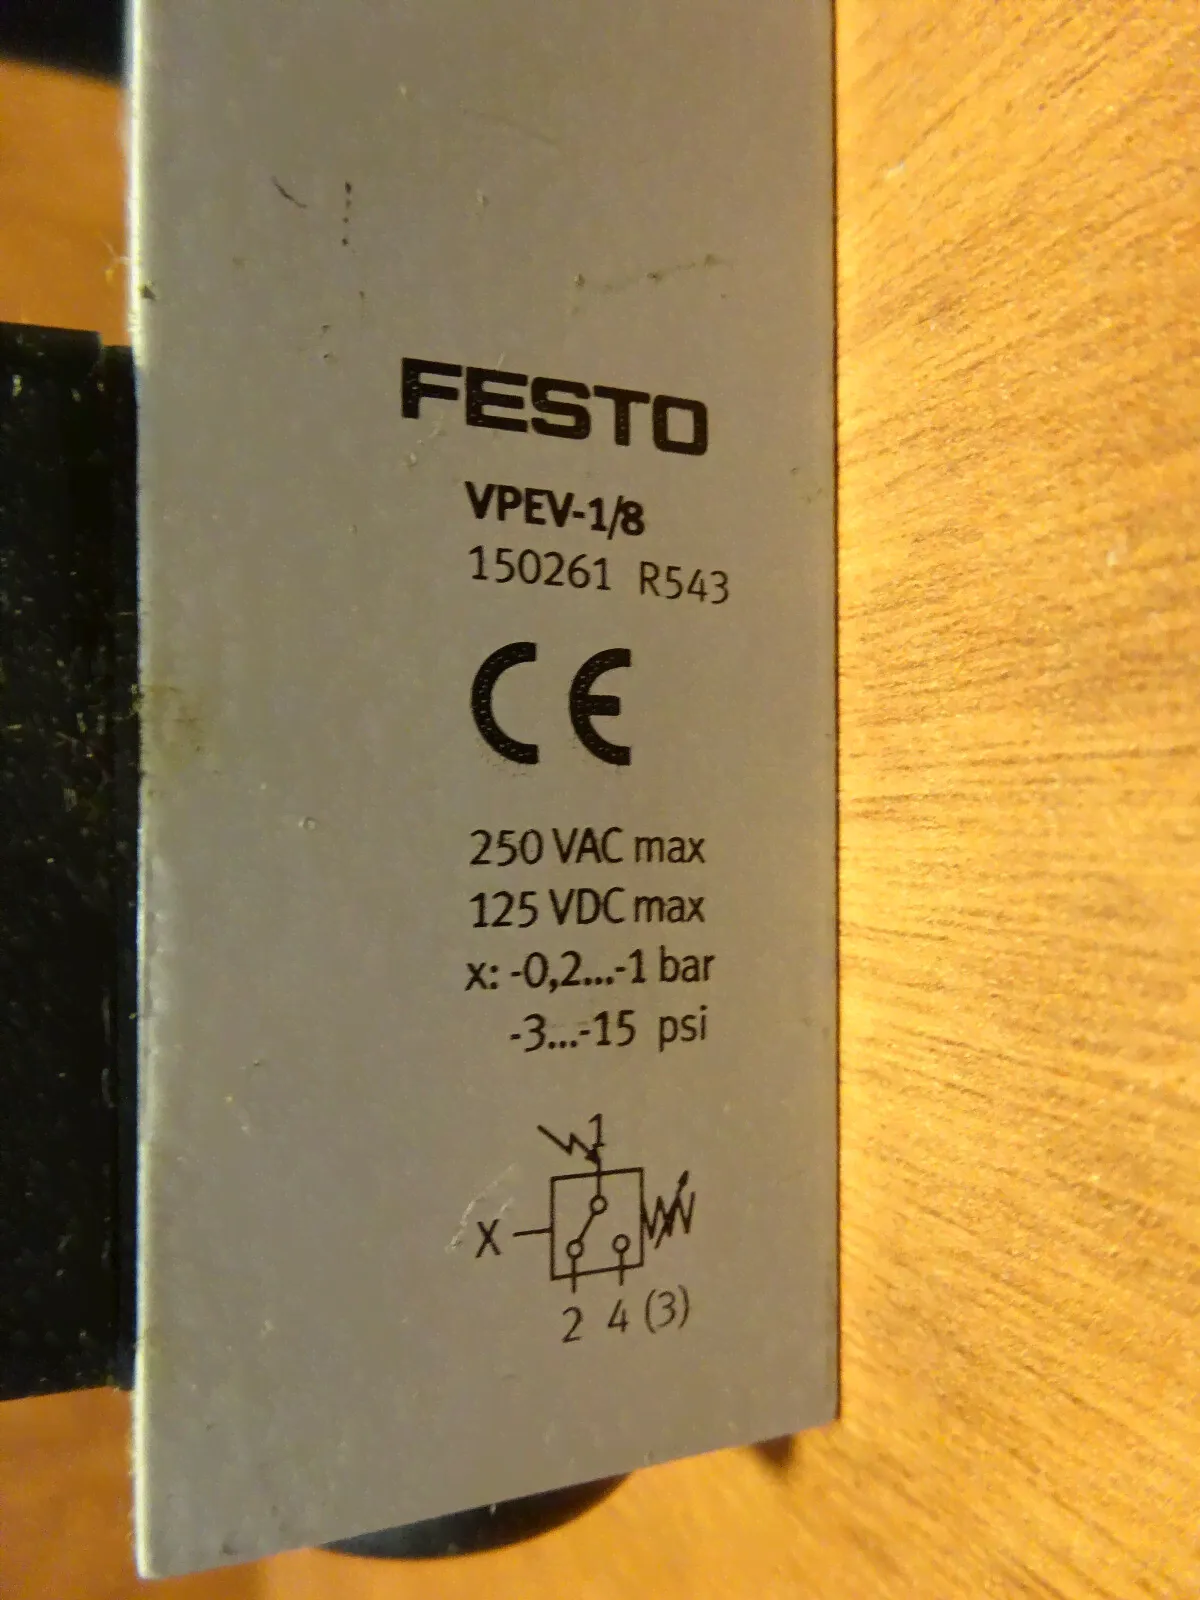 FESTO
VPEV-1/8
150261 R543
CE
250 VAC max
125 VDC max
x: -0,2...-1 bar
-3...-15 psi
1
X
2 4 (3)